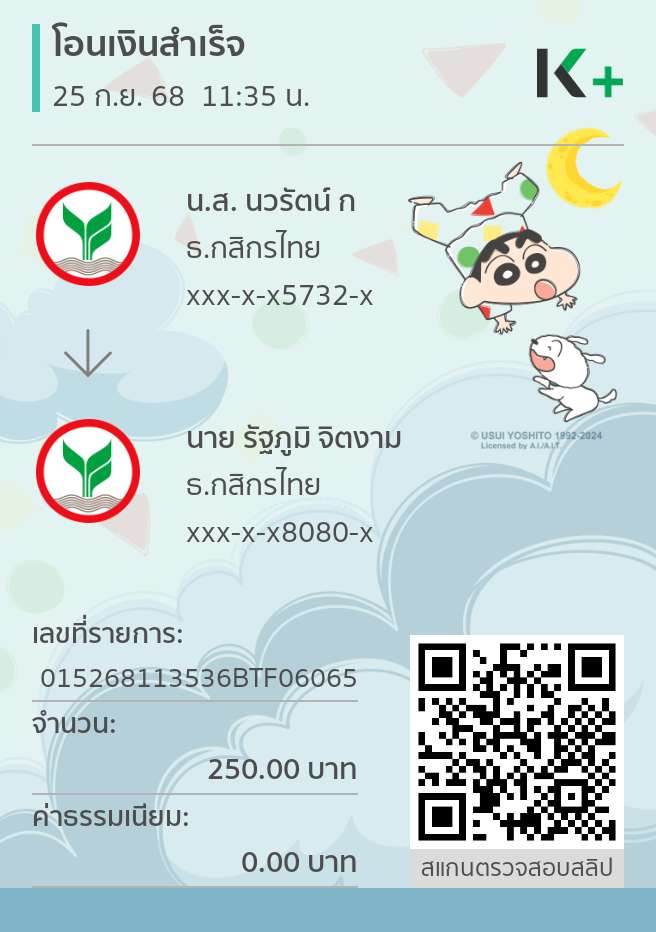 โอนเงินสำเร็จ
25 ก.ย. 68 11:35 น.
K+
น.ส. นวรัตน์ ก
ธ.กสิกรไทย
xxx-x-x5732-x
นาย รัฐภูมิ จิตงาม
ธ.กสิกรไทย
xxx-x-x8080-x
© USUI YOSHITO 1992-2024
Licensed by A.I./A.I.T.
เลขที่รายการ:
015268113536BTF06065
จำนวน:
250.00 บาท
ค่าธรรมเนียม:
0.00 บาท
สแกนตรวจสอบสลิป